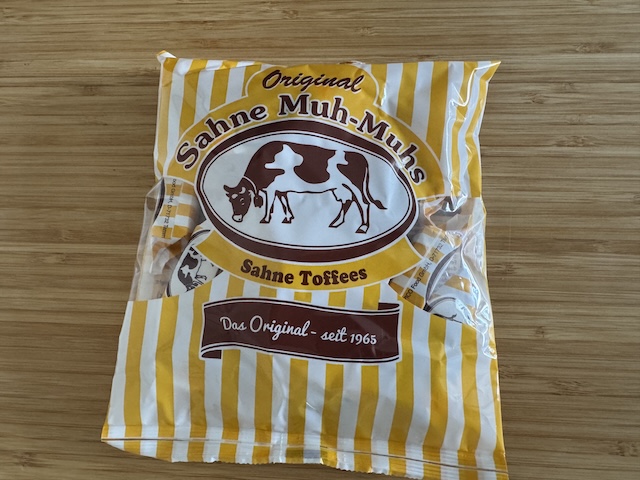 Original
Sahne Muh-Muhs
Sahne Toffees
Das Original - seit 1965